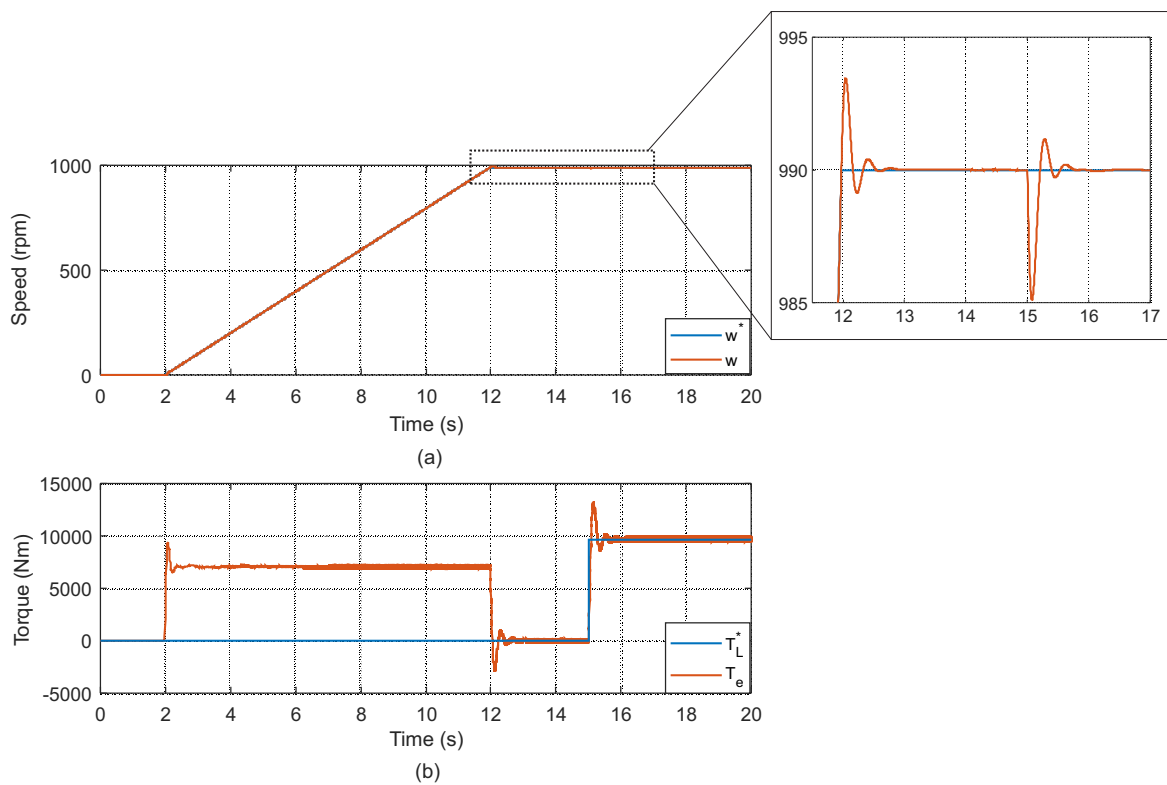 1000
500
0
Speed (rpm)
0 2 4 6 8 10 12 14 16 18 20
Time (s)
(a)
w*
w
995
990
985
12 13 14 15 16 17
15000
10000
5000
0
-5000
Torque (Nm)
0 2 4 6 8 10 12 14 16 18 20
Time (s)
(b)
T*L
Te